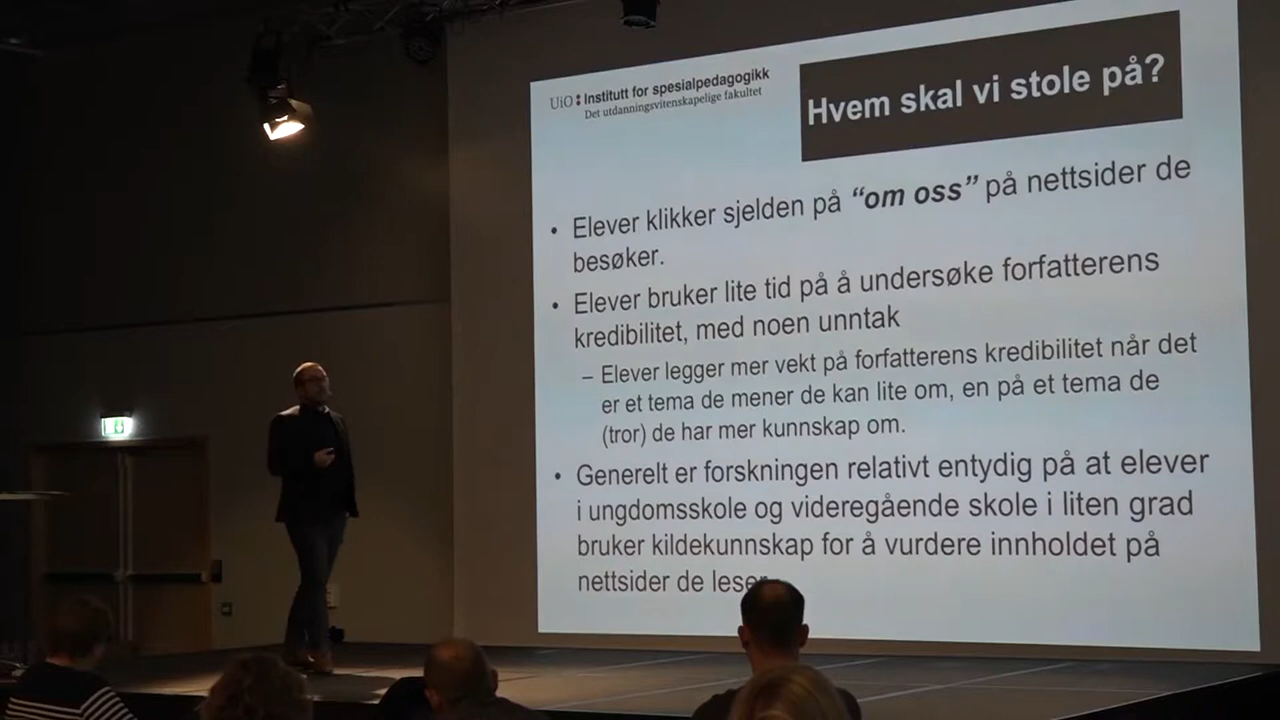 UiO Institutt for spesialpedagogikk
Det utdanningsvitenskapelige fakultet
Hvem skal vi stole på?
• Elever klikker sjelden på “om oss” på nettsider de
besøker.
• Elever bruker lite tid på å undersøke forfatterens
kredibilitet, med noen unntak
– Elever legger mer vekt på forfatterens kredibilitet når det
er et tema de mener de kan lite om, en på et tema de
(tror) de har mer kunnskap om.
• Generelt er forskningen relativt entydig på at elever
i ungdomsskole og videregående skole i liten grad
bruker kildekunnskap for å vurdere innholdet på
nettsider de leser